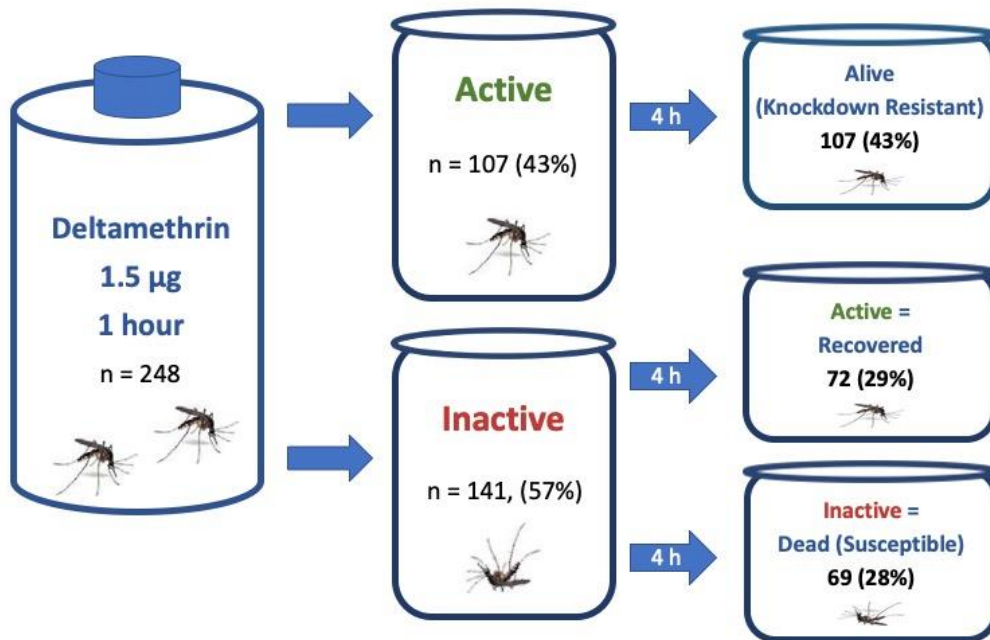 Deltamethrin
1.5 µg
1 hour
n = 248
Active
n = 107 (43%)
4 h
Alive
(Knockdown Resistant)
107 (43%)
Inactive
n = 141, (57%)
4 h
Active =
Recovered
72 (29%)
4 h
Inactive =
Dead (Susceptible)
69 (28%)